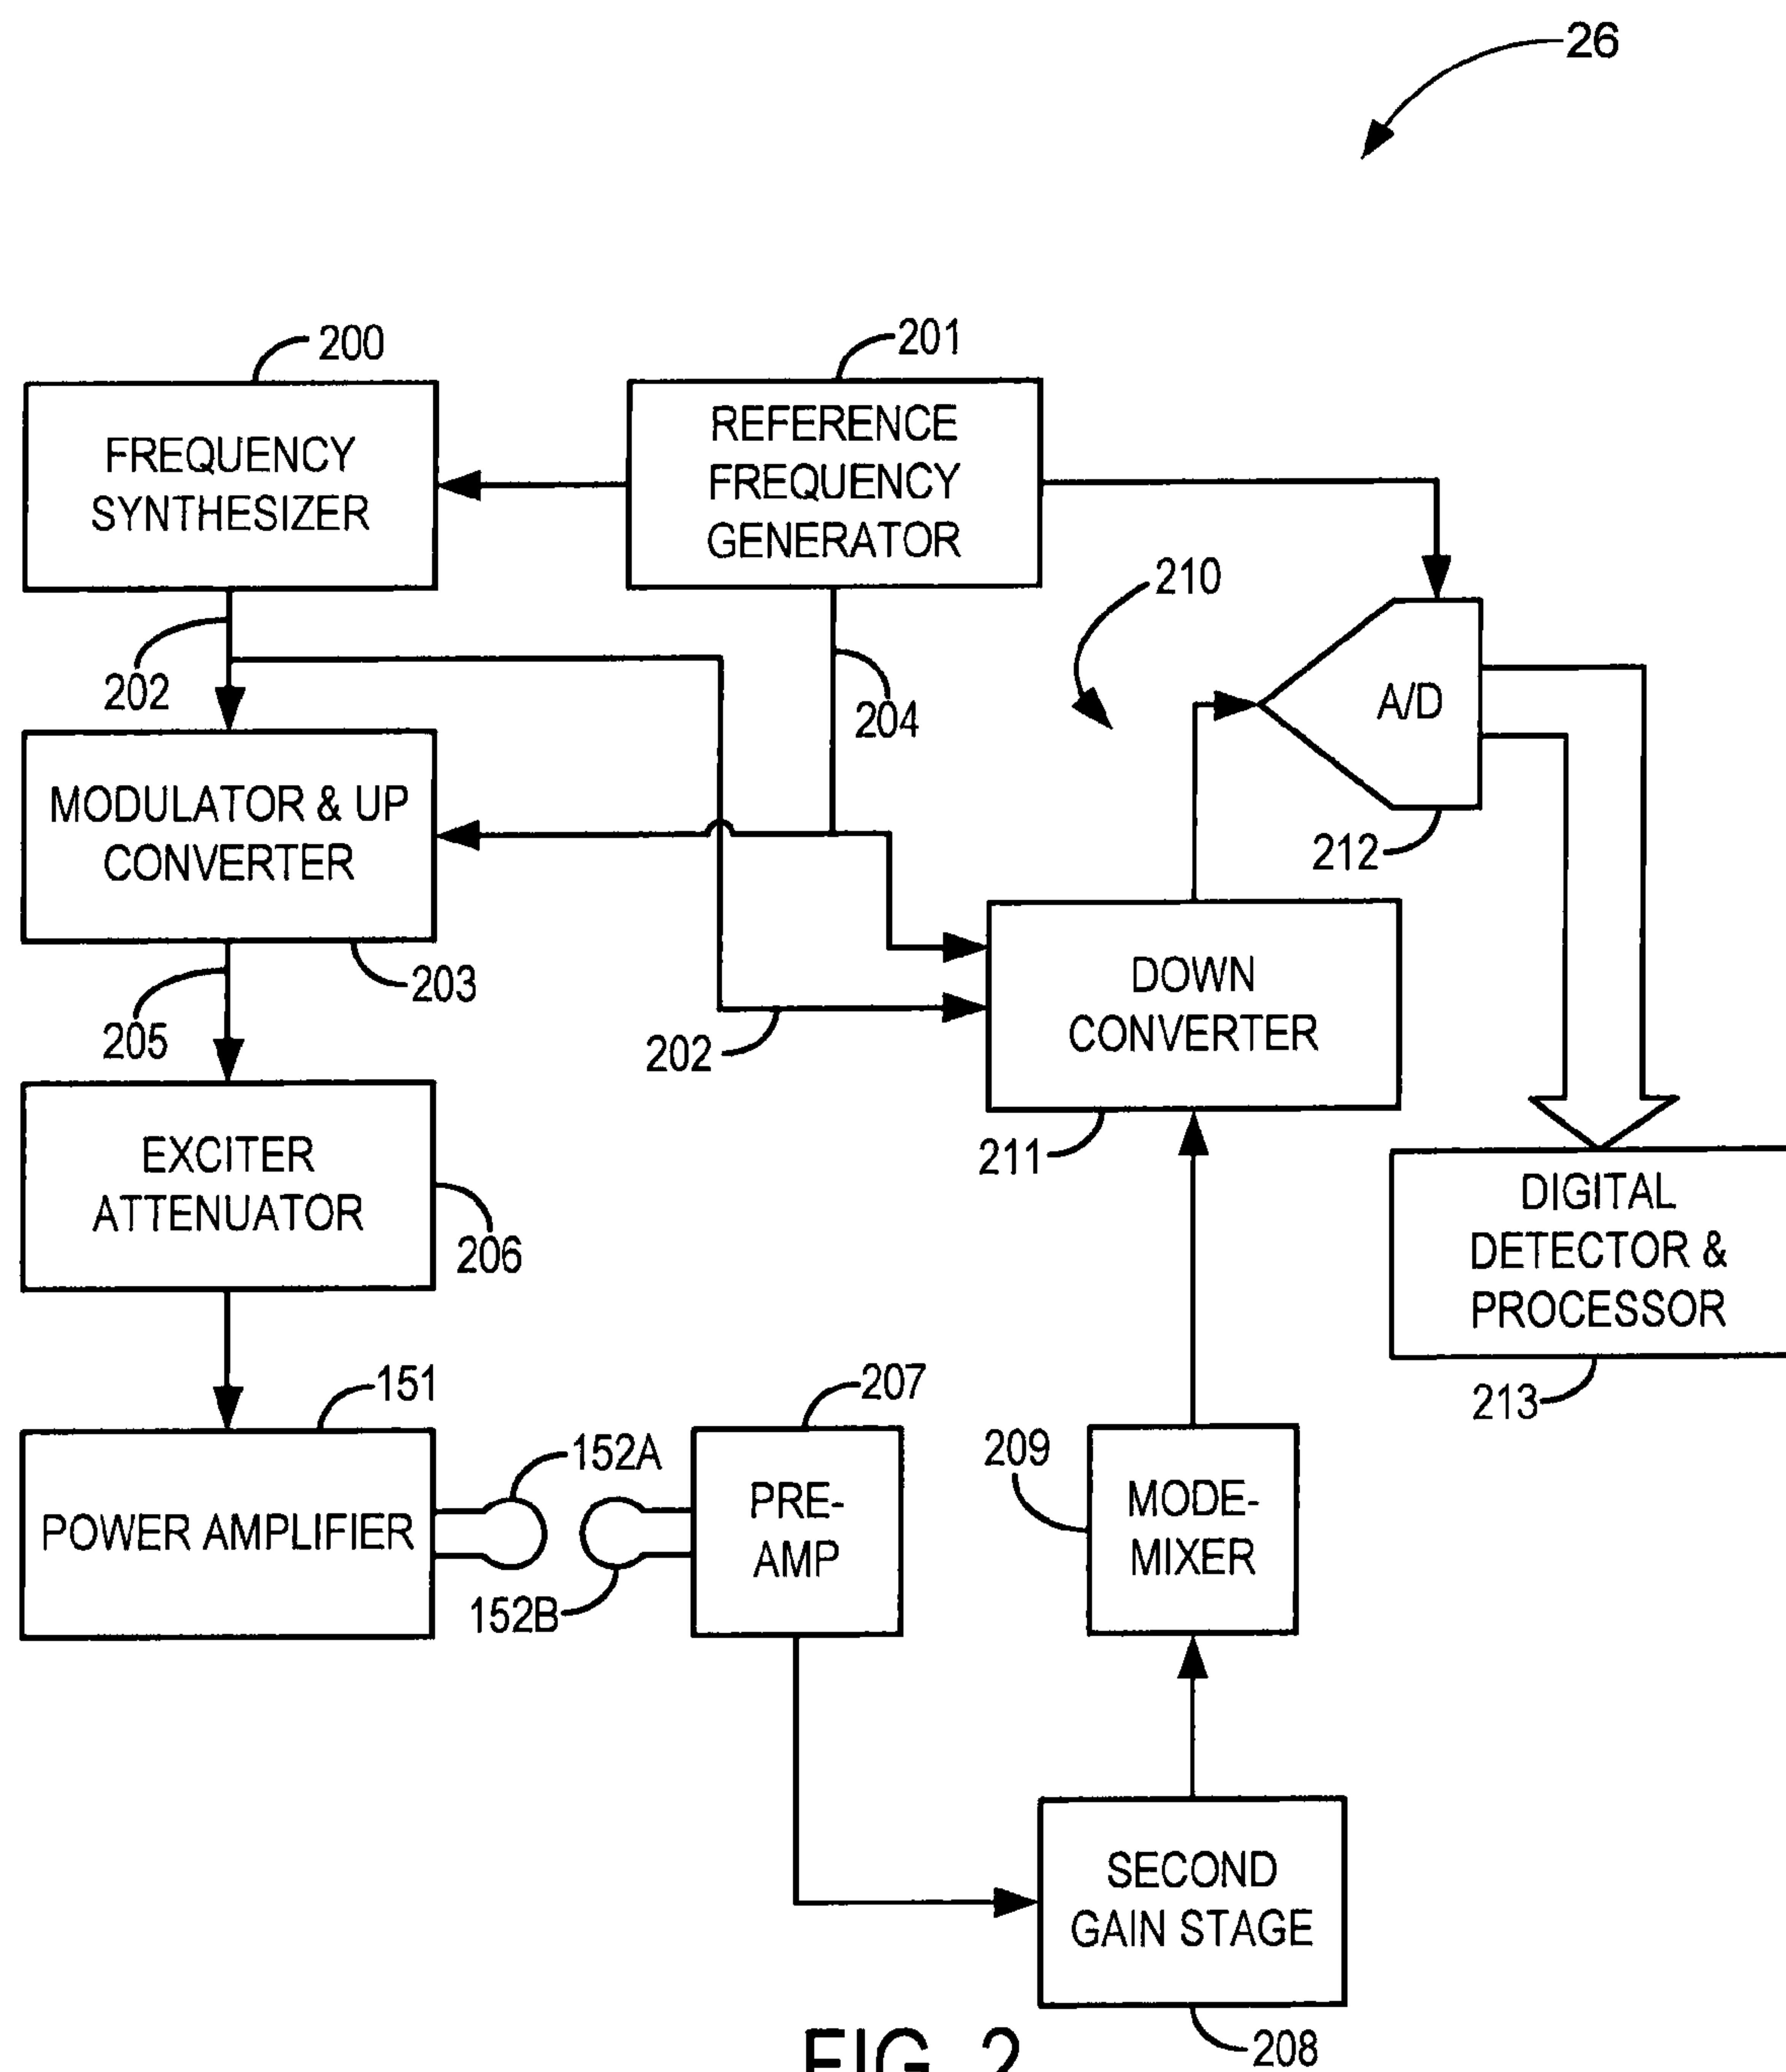 26
200
201
FREQUENCY
SYNTHESIZER
REFERENCE
FREQUENCY
GENERATOR
210
202
204
A/D
212
MODULATOR & UP
CONVERTER
203
205
202
DOWN
CONVERTER
211
EXCITER
ATTENUATOR
206
DIGITAL
DETECTOR &
PROCESSOR
213
151
207
152A
209
POWER AMPLIFIER
PRE-
AMP
MODE-
MIXER
152B
SECOND
GAIN STAGE
208
FIG. 2